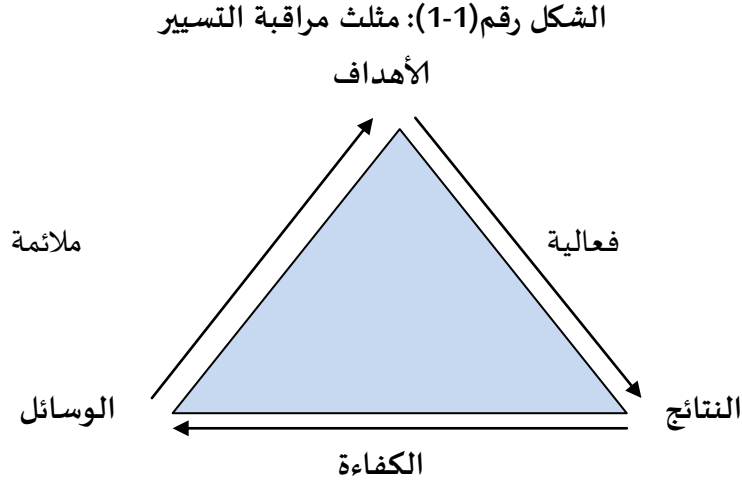 الشكل رقم(1-1): مثلث مراقبة التسيير
الأهداف
فعالية
ملائمة
النتائج
الوسائل
الكفاءة